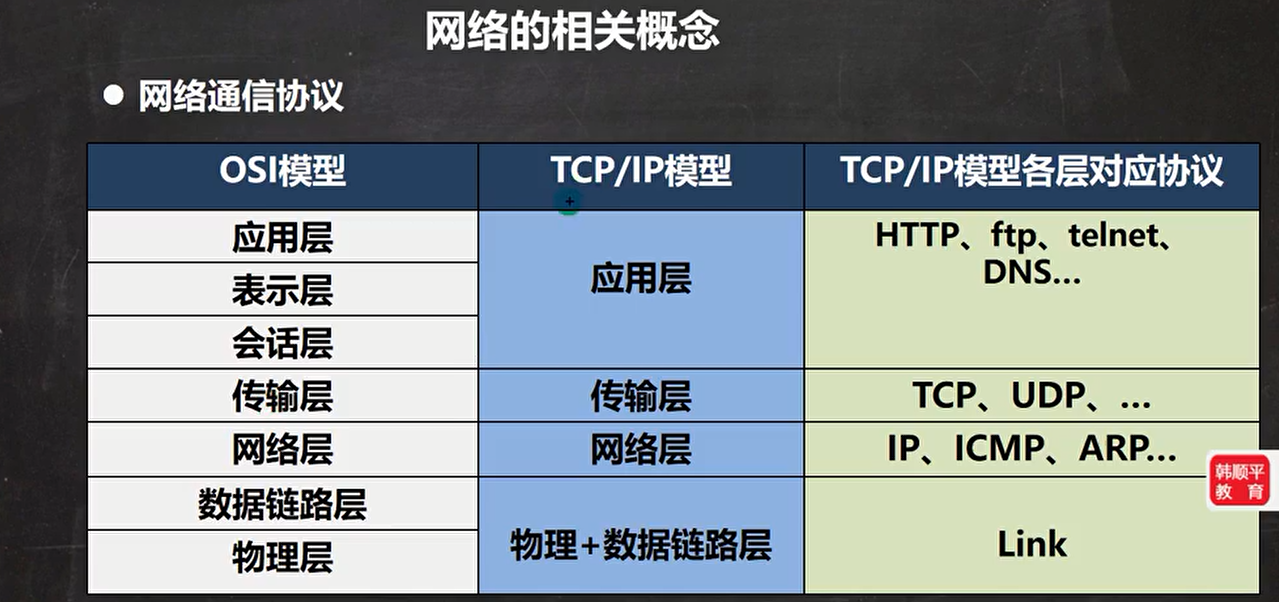 网络的相关概念
● 网络通信协议
OSI模型 TCP/IP模型 TCP/IP模型各层对应协议
应用层
表示层
会话层
应用层
HTTP、ftp、telnet、
DNS...
传输层 传输层 TCP、UDP、...
网络层 网络层 IP、ICMP、ARP...
数据链路层
物理层
物理+数据链路层
Link
韩顺平
教 育